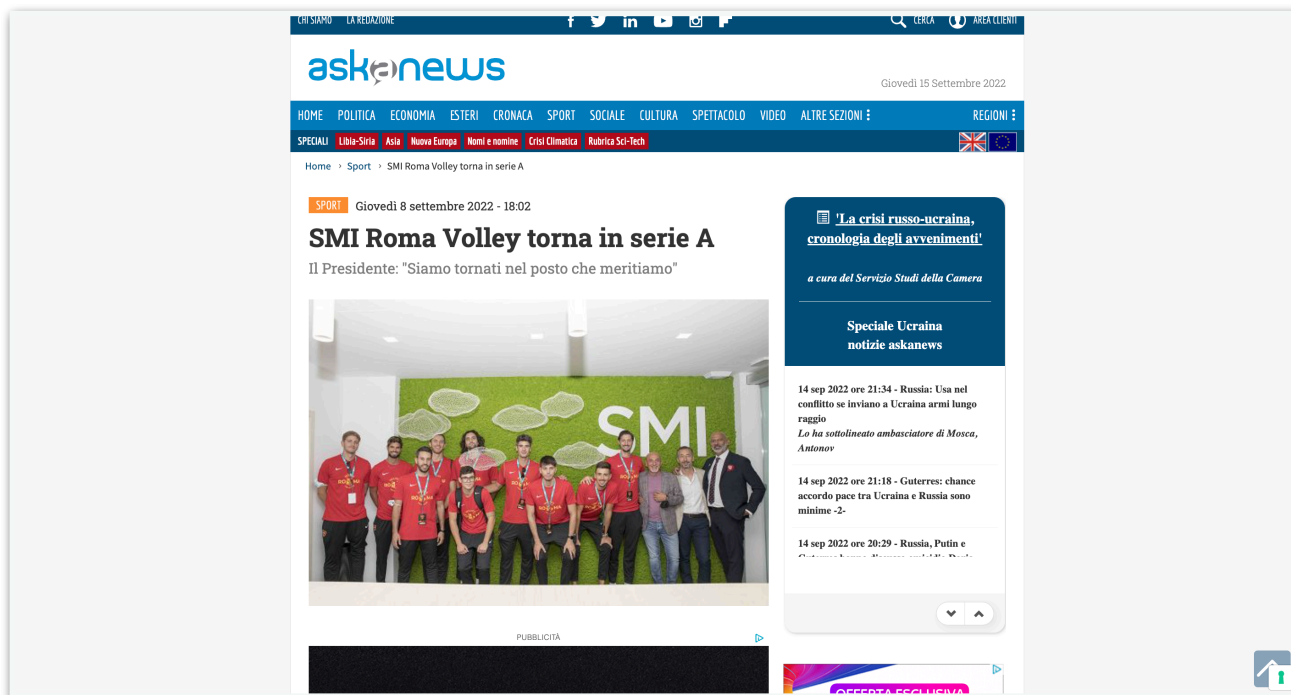 CHI SIAMO LA REDAZIONE
CERCA AREA CLIENTI
askanews
Giovedì 15 Settembre 2022
HOME POLITICA ECONOMIA ESTERI CRONACA SPORT SOCIALE CULTURA SPETTACOLO VIDEO ALTRE SEZIONI REGIONI
SPECIALI Libia-Siria Asia Nuova Europa Nomi e nomine Crisi Climatica Rubrica Sci-Tech
Home > Sport > SMI Roma Volley torna in serie A
SPORT Giovedì 8 settembre 2022 - 18:02
SMI Roma Volley torna in serie A
Il Presidente: "Siamo tornati nel posto che meritiamo"
SMI
PUBBLICITÀ
'La crisi russo-ucraina,
cronologia degli avvenimenti'
a cura del Servizio Studi della Camera
Speciale Ucraina
notizie askanews
14 sep 2022 ore 21:34 - Russia: Usa nel
conflitto se inviano a Ucraina armi lungo
raggio
Lo ha sottolineato ambasciatore di Mosca,
Antonov
14 sep 2022 ore 21:18 - Guterres: chance
accordo pace tra Ucraina e Russia sono
minime -2-
14 sep 2022 ore 20:29 - Russia, Putin e
OFFERTA ESCLUSIVA